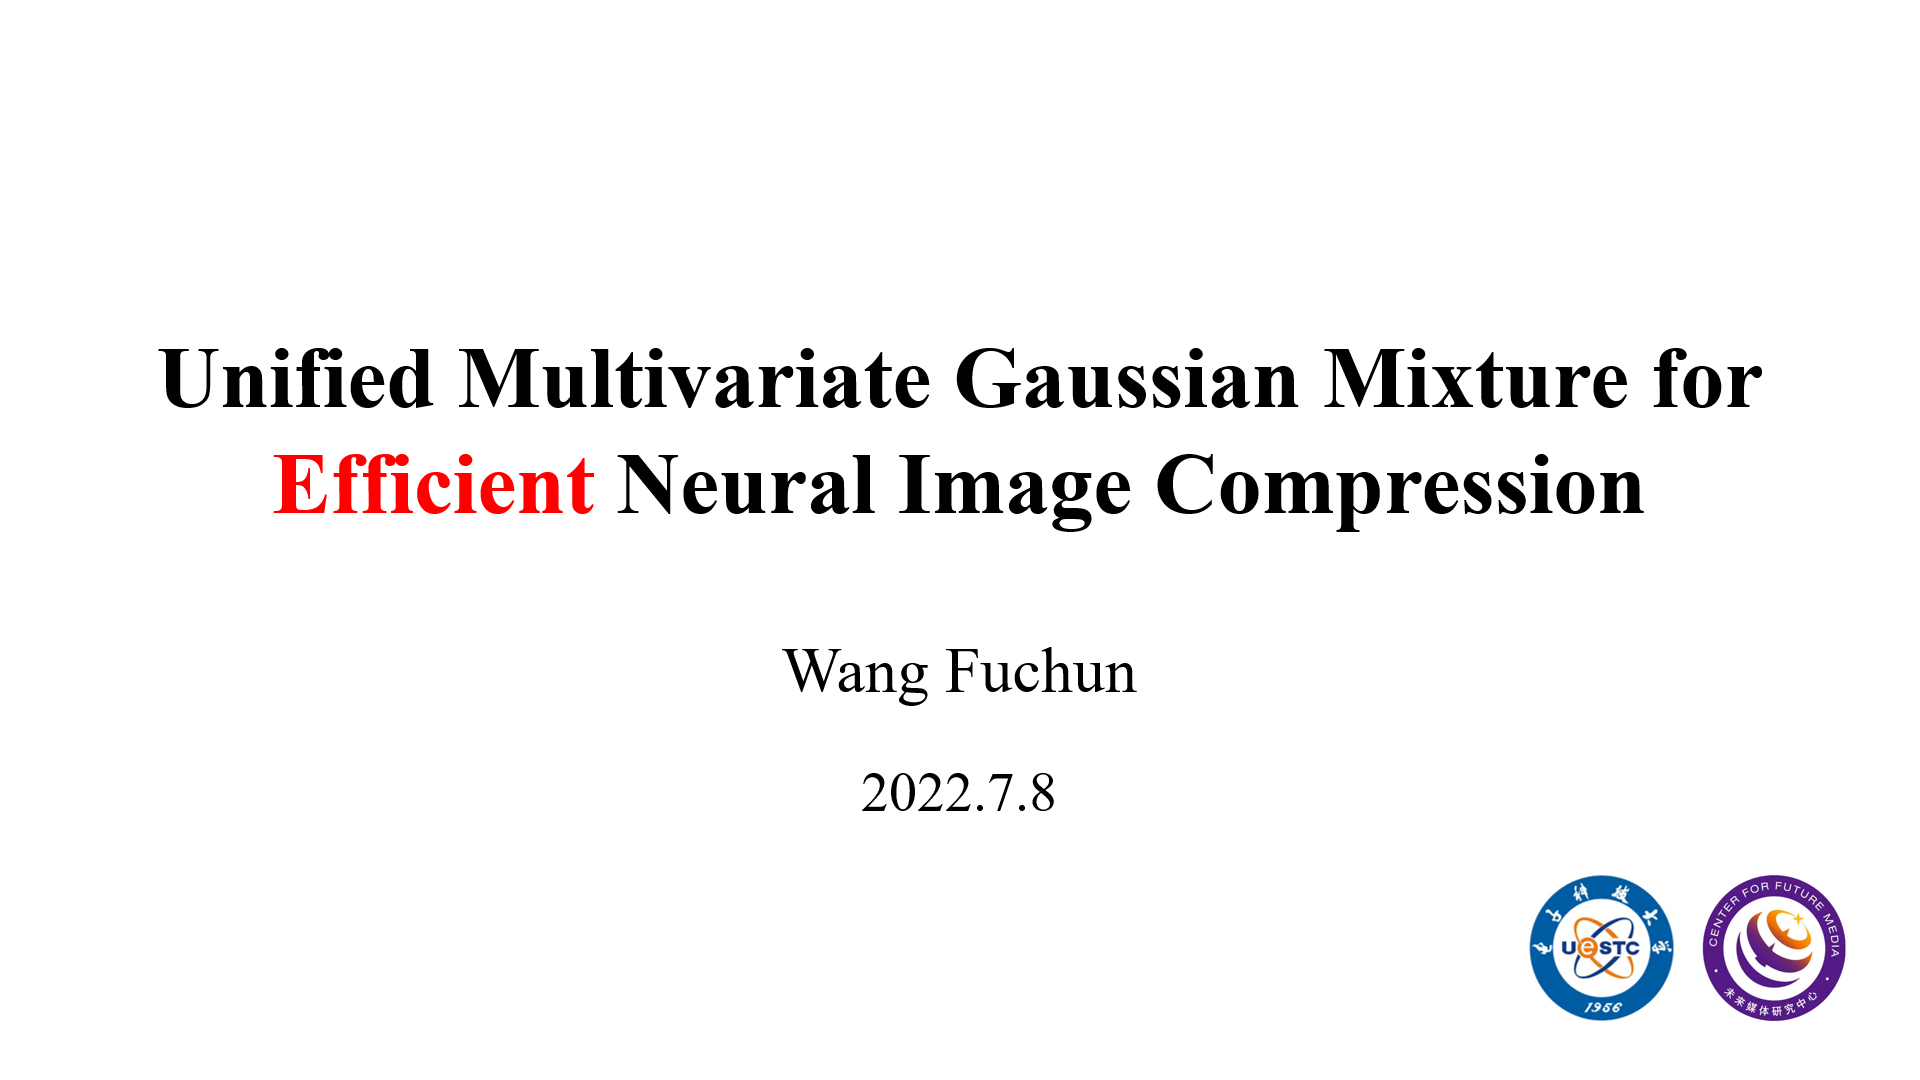 Unified Multivariate Gaussian Mixture for
Efficient Neural Image Compression
Wang Fuchun
2022.7.8
电子科技大学
UeSTC
1956
CENTER FOR FUTURE MEDIA
未来媒体研究中心